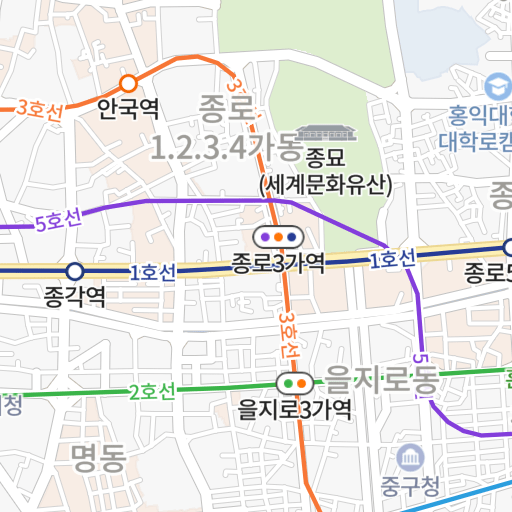 3호선
안국역
3호선
종로
1.2.3.4가동
홍익대학
대학로캠
종묘
(세계문화유산)
종
5호선
종로3가역
1호선
1호선
종각역
종로5
3호선
5
2호선
을지로동
을지로3가역
청
명동
중구청